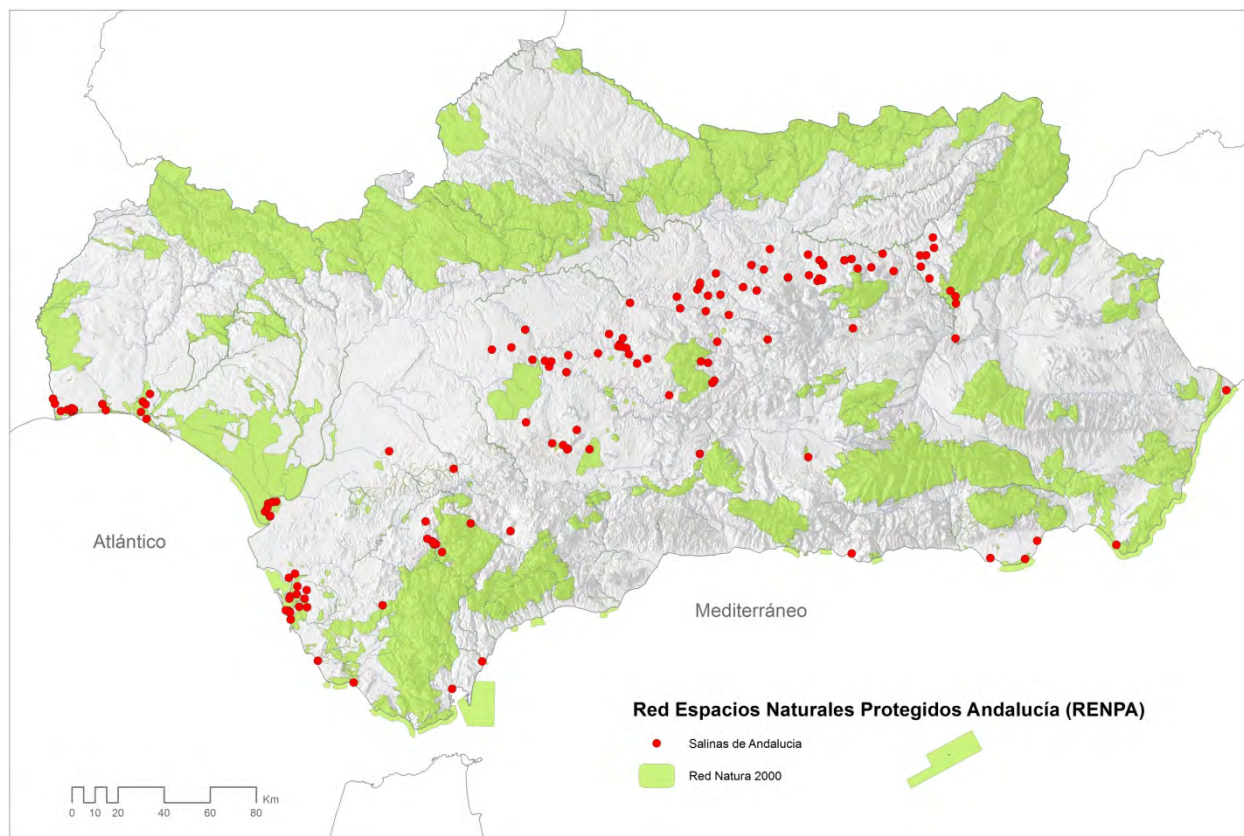 Atlántico
Mediterráneo
Red Espacios Naturales Protegidos Andalucía (RENPA)
Salinas de Andalucia
Red Natura 2000
Km
0 10 20 40 60 80